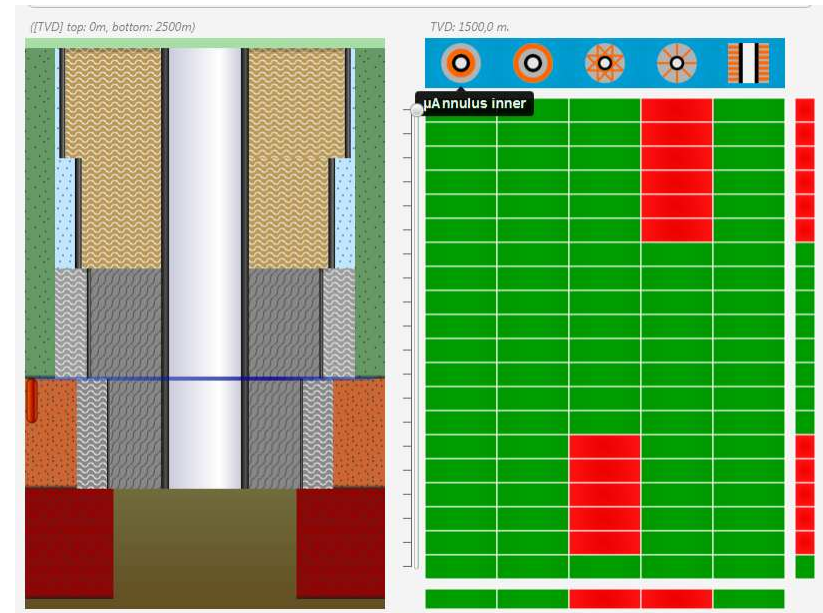 ([TVD] top: 0m, bottom: 2500m)
TVD: 1500,0 m.
µAnnulus inner